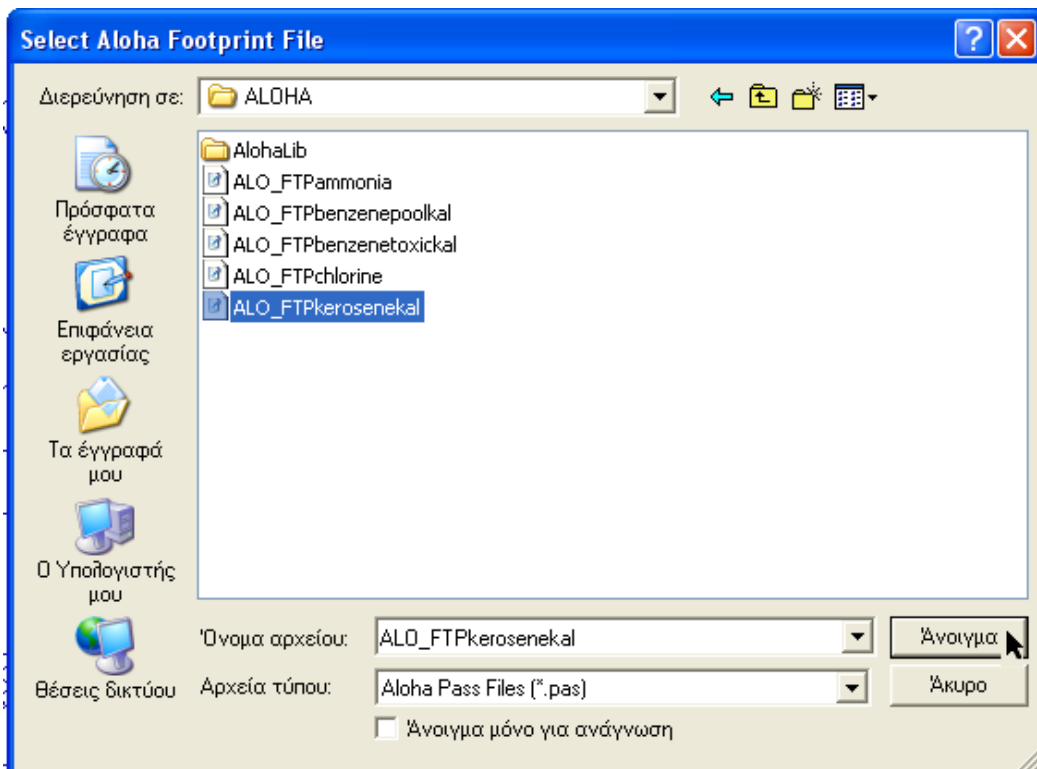 Select Aloha Footprint File
Διερεύνηση σε:
ALOHA
AlohaLib
ALO_FTPammonia
ALO_FTPbenzenepoolkal
ALO_FTPbenzenetoxickal
ALO_FTPchlorine
ALO_FTPkerosenekal
Πρόσφατα
έγγραφα
Επιφάνεια
εργασίας
Τα έγγραφά
μου
Ο Υπολογιστής
μου
Θέσεις δικτύου
Όνομα αρχείου:
ALO_FTPkerosenekal
Άνοιγμα
Αρχεία τύπου:
Aloha Pass Files (*.pas)
Άκυρο
Άνοιγμα μόνο για ανάγνωση